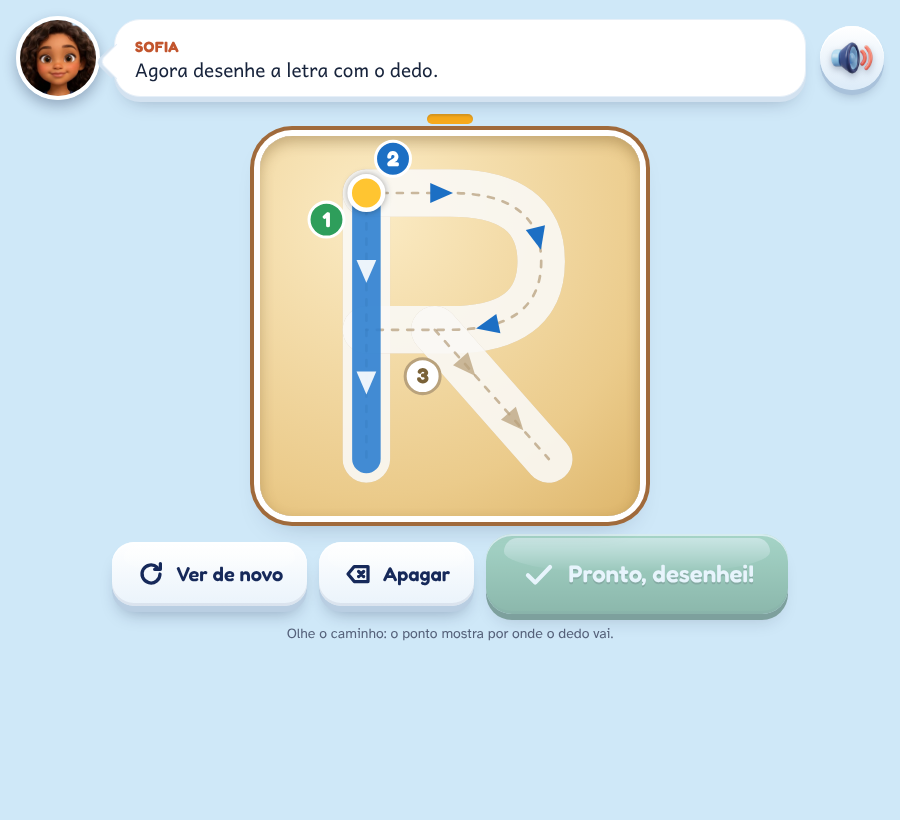 SOFIA
Agora desenhe a letra com o dedo.
2
1
3
Ver de novo
Apagar
Pronto, desenhei!
Olhe o caminho: o ponto mostra por onde o dedo vai.